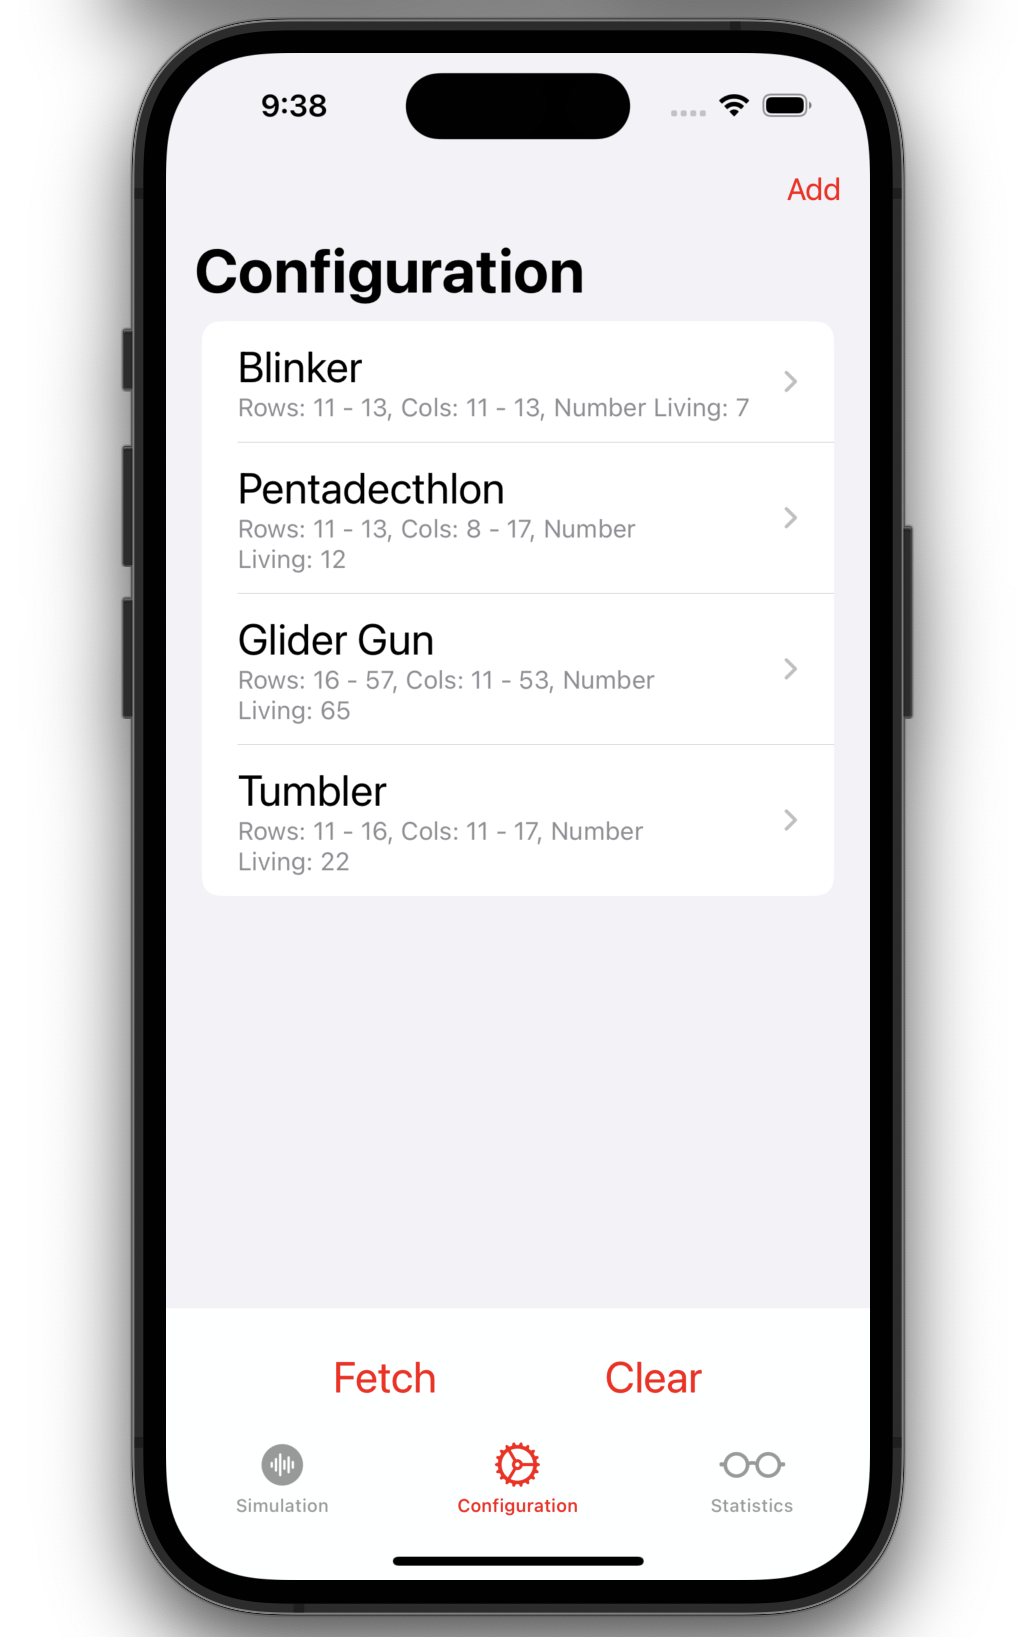 9:38
Add
Configuration
Blinker
Rows: 11 - 13, Cols: 11 - 13, Number Living: 7
Pentadecthlon
Rows: 11 - 13, Cols: 8 - 17, Number
Living: 12
Glider Gun
Rows: 16 - 57, Cols: 11 - 53, Number
Living: 65
Tumbler
Rows: 11 - 16, Cols: 11 - 17, Number
Living: 22
Fetch Clear
Simulation Configuration Statistics